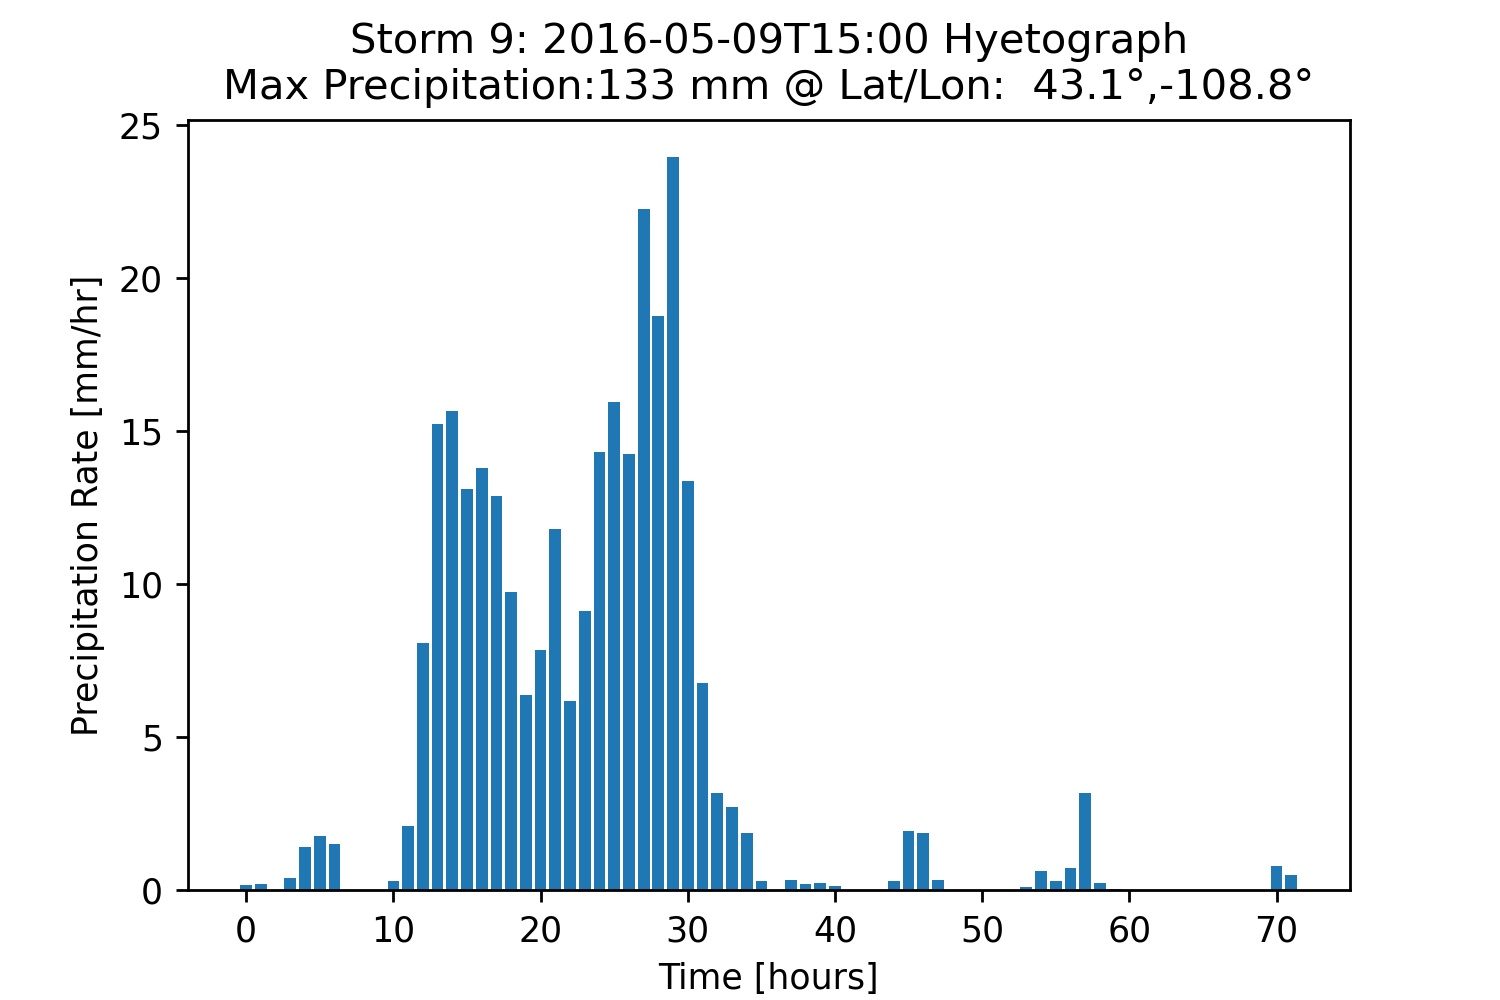 Storm 9: 2016-05-09T15:00 Hyetograph
Max Precipitation:133 mm @ Lat/Lon:  43.1°,-108.8°
25
20
15
10
5
0
Precipitation Rate [mm/hr]
0 10 20 30 40 50 60 70
Time [hours]